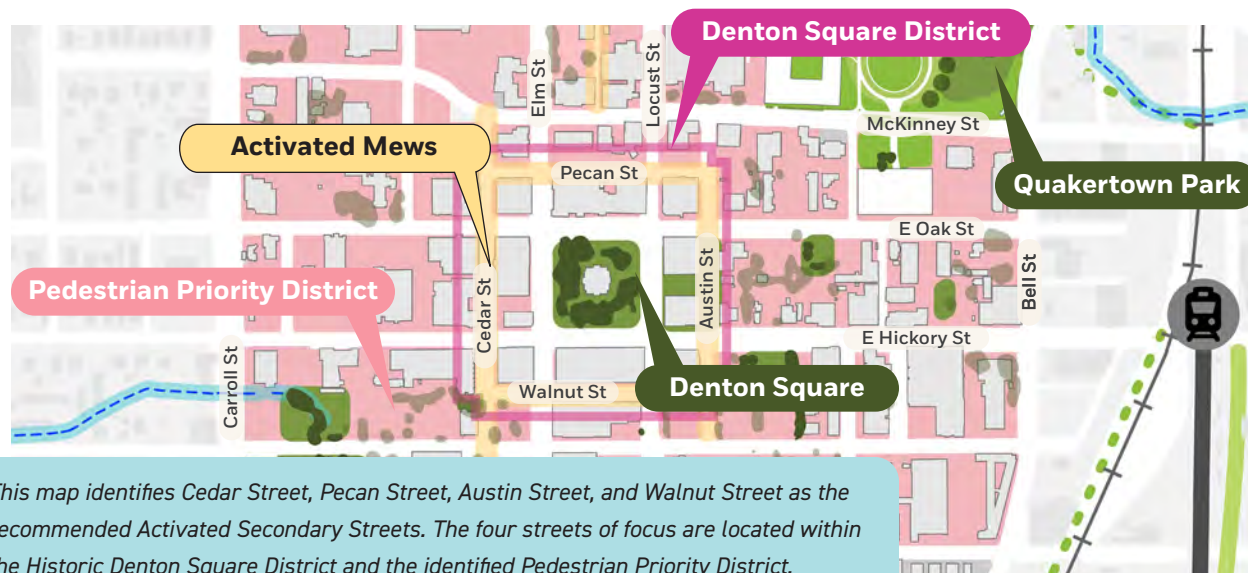 Denton Square District
Elm St
Locust St
McKinney St
Activated Mews
Pecan St
Quakertown Park
E Oak St
Pedestrian Priority District
Cedar St
Austin St
Bell St
E Hickory St
Carroll St
Walnut St
Denton Square
This map identifies Cedar Street, Pecan Street, Austin Street, and Walnut Street as the
recommended Activated Secondary Streets. The four streets of focus are located within
the Historic Denton Square District and the identified Pedestrian Priority District.